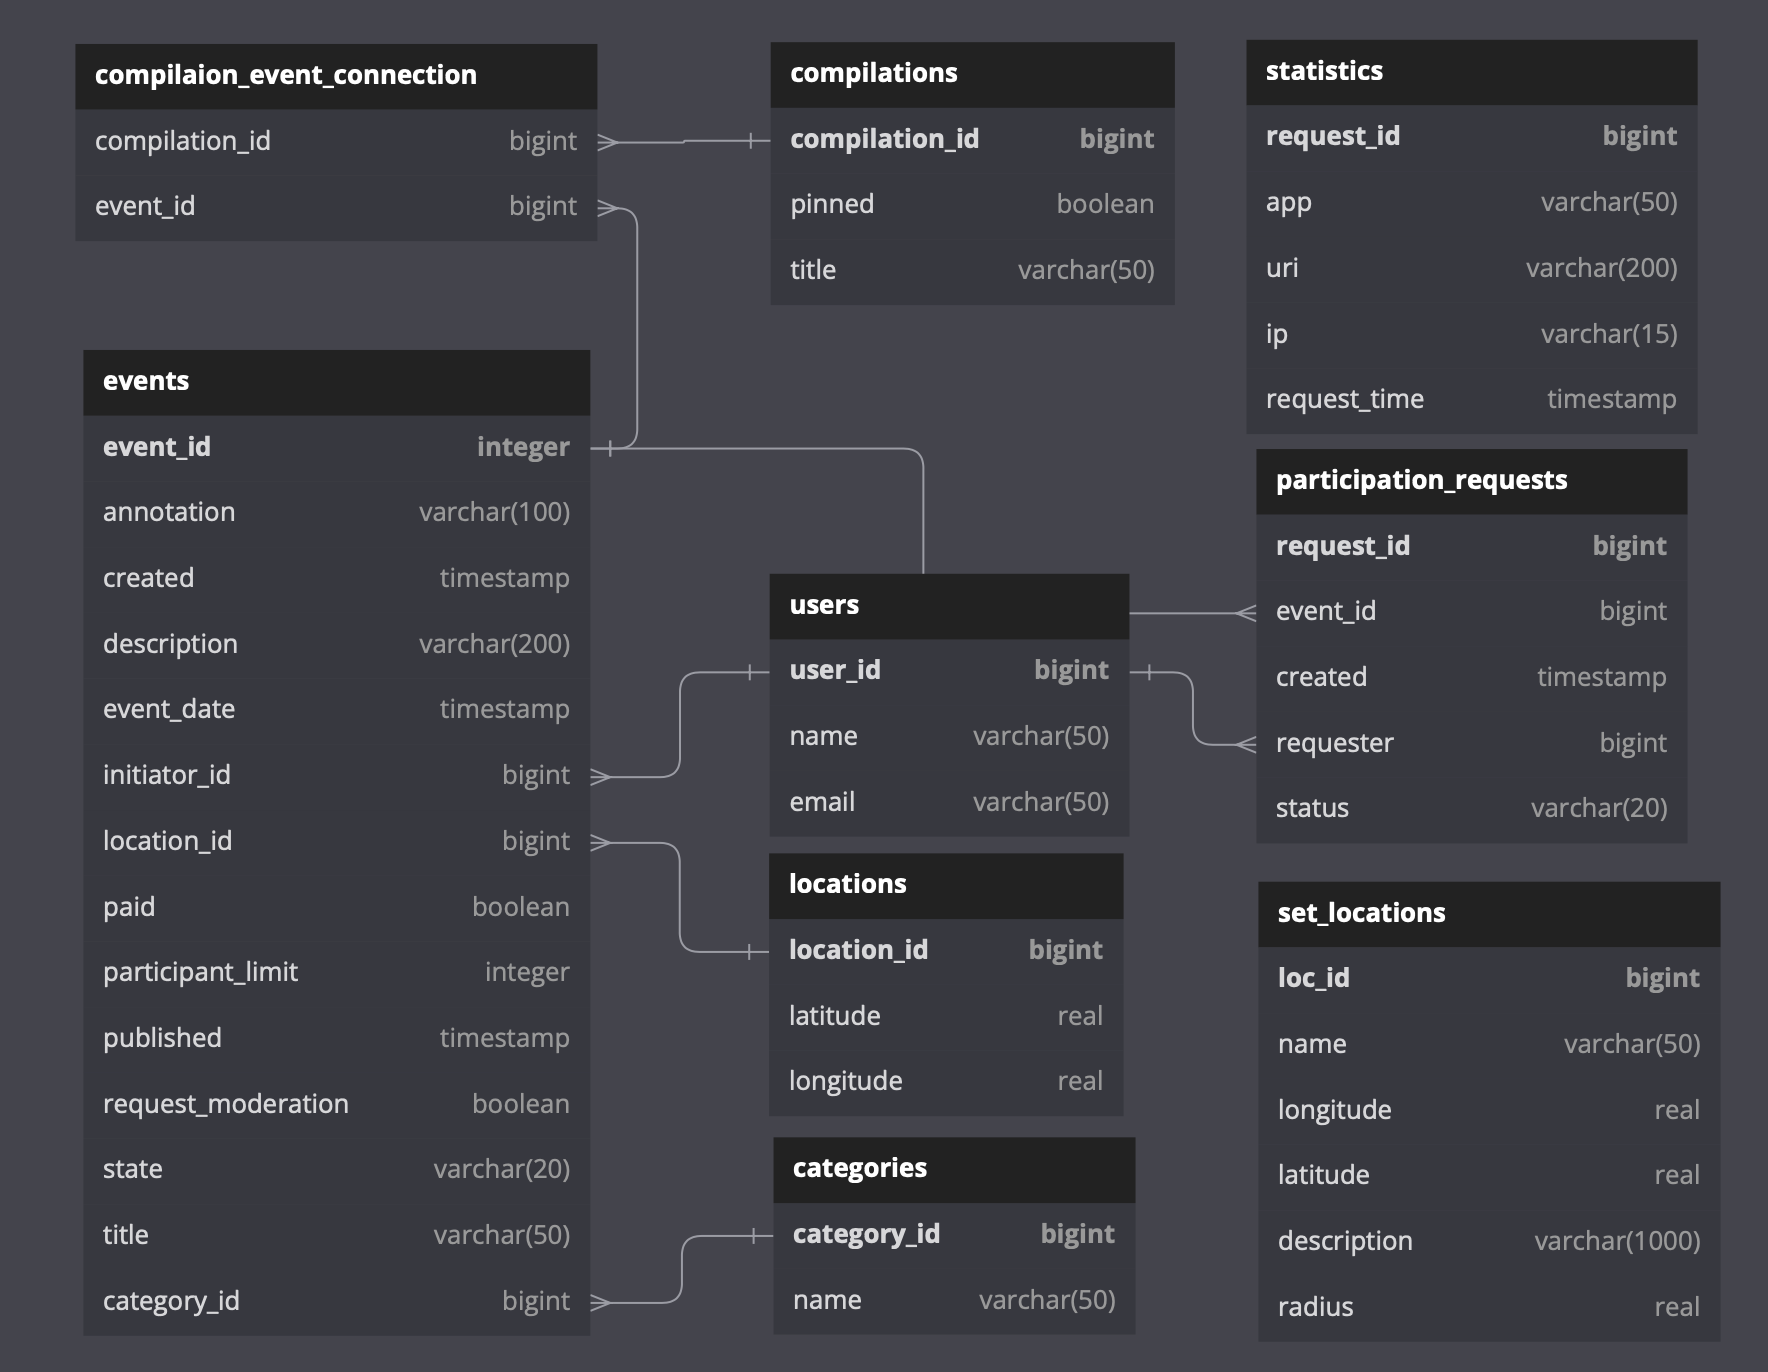 compilaion_event_connection
compilation_id bigint
event_id bigint
compilations
compilation_id bigint
pinned boolean
title varchar(50)
statistics
request_id bigint
app varchar(50)
uri varchar(200)
ip varchar(15)
request_time timestamp
events
event_id integer
annotation varchar(100)
created timestamp
description varchar(200)
event_date timestamp
initiator_id bigint
location_id bigint
paid boolean
participant_limit integer
published timestamp
request_moderation boolean
state varchar(20)
title varchar(50)
category_id bigint
users
user_id bigint
name varchar(50)
email varchar(50)
participation_requests
request_id bigint
event_id bigint
created timestamp
requester bigint
status varchar(20)
locations
location_id bigint
latitude real
longitude real
categories
category_id bigint
name varchar(50)
set_locations
loc_id bigint
name varchar(50)
longitude real
latitude real
description varchar(1000)
radius real